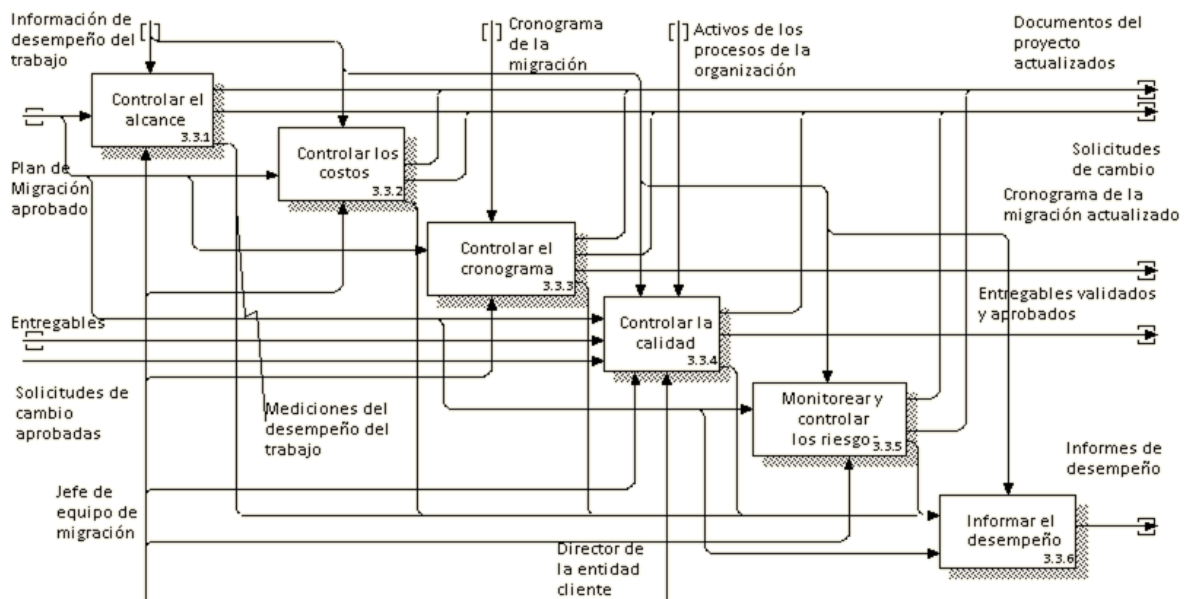 Información de
desempeño del
trabajo
Cronograma
de la
migración
Activos de los
procesos de la
organización
Documentos del
proyecto
actualizados
Controlar el
alcance
3.3.1
Controlar los
costos
3.3.2
Plan de
Migración
aprobado
Solicitudes
de cambio
Cronograma de la
migración actualizado
Controlar el
cronograma
3.3.3
Entregables validados
y aprobados
Entregables
Controlar la
calidad
3.3.4
Solicitudes de
cambio
aprobadas
Mediciones del
desempeño del
trabajo
Monitorear y
controlar
los riesgo
3.3.5
Informes de
desempeño
Jefe de
equipo de
migración
Informar el
desempeño
3.3.6
Director de
la entidad
cliente